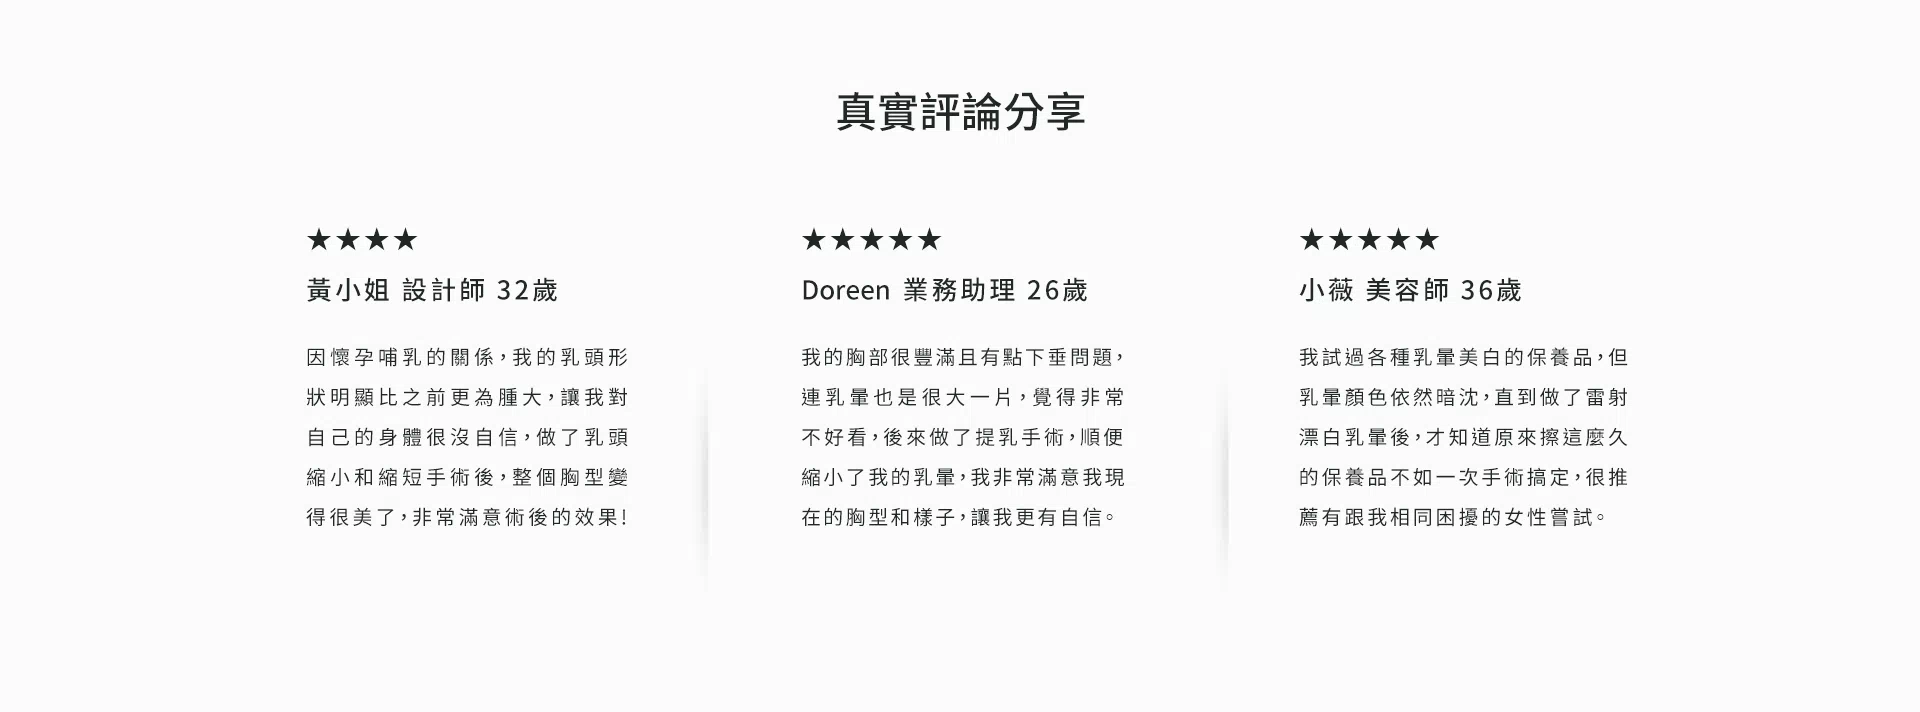 真實評論分享
★★★★
黃小姐 設計師 32歲
因懷孕哺乳的關係，我的乳頭形
狀明顯比之前更為腫大，讓我對
自己的身體很沒自信，做了乳頭
縮小和縮短手術後，整個胸型變
得很美了，非常滿意術後的效果！
★★★★★
Doreen 業務助理 26歲
我的胸部很豐滿且有點下垂問題，
連乳暈也是很大一片，覺得非常
不好看，後來做了提乳手術，順便
縮小了我的乳暈，我非常滿意我現
在的胸型和樣子，讓我更有自信。
★★★★★
小薇 美容師 36歲
我試過各種乳暈美白的保養品，但
乳暈顏色依然暗沈，直到做了雷射
漂白乳暈後，才知道原來擦這麼久
的保養品不如一次手術搞定，很推
薦有跟我相同困擾的女性嘗試。